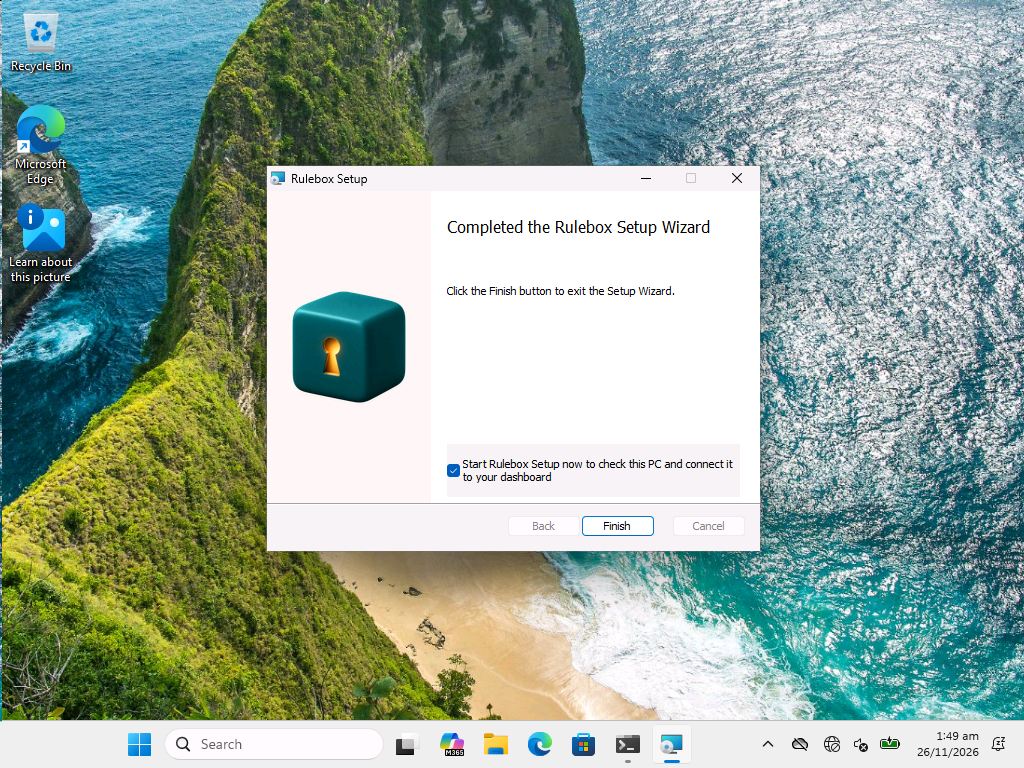 Recycle Bin
Microsoft
Edge
Learn about
this picture
Rulebox Setup
Completed the Rulebox Setup Wizard
Click the Finish button to exit the Setup Wizard.
Start Rulebox Setup now to check this PC and connect it
to your dashboard
Back
Finish
Cancel
Search
M365
1:49 am
26/11/2026